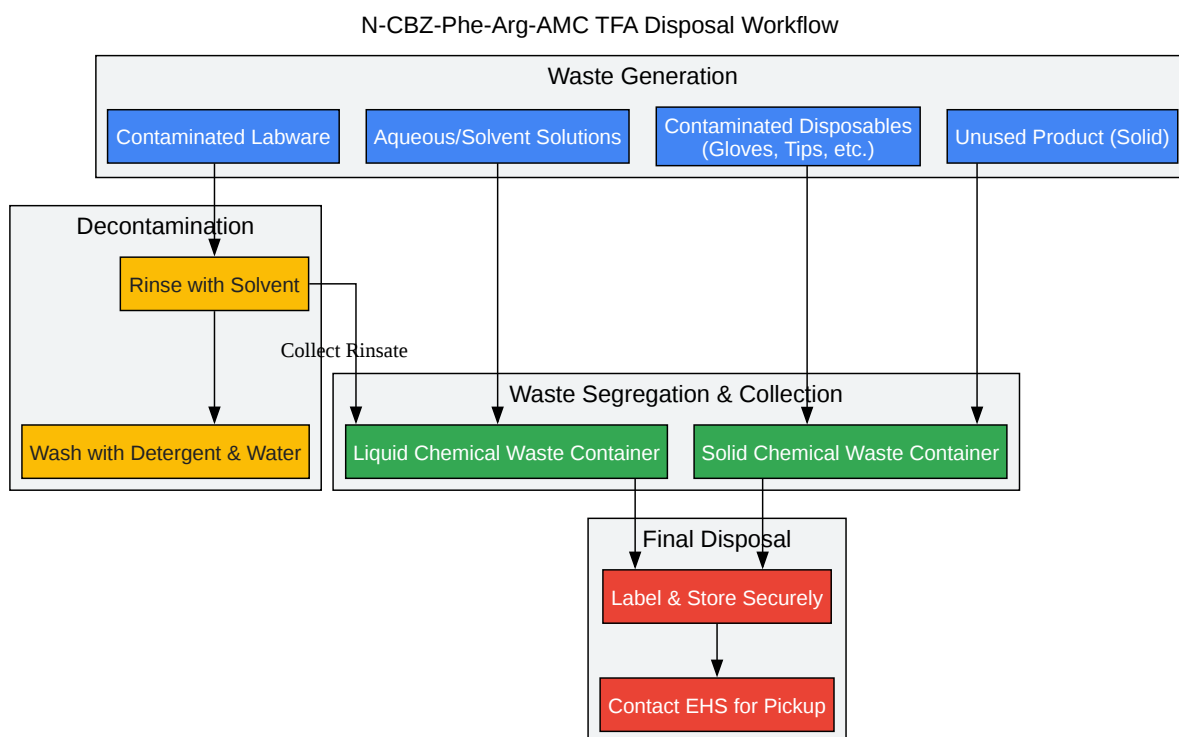 N-CBZ-Phe-Arg-AMC TFA Disposal Workflow
Waste Generation
Contaminated Labware
Aqueous/Solvent Solutions
Contaminated Disposables
(Gloves, Tips, etc.)
Unused Product (Solid)
Decontamination
Rinse with Solvent
Collect Rinsate
Wash with Detergent & Water
Waste Segregation & Collection
Liquid Chemical Waste Container
Solid Chemical Waste Container
Final Disposal
Label & Store Securely
Contact EHS for Pickup